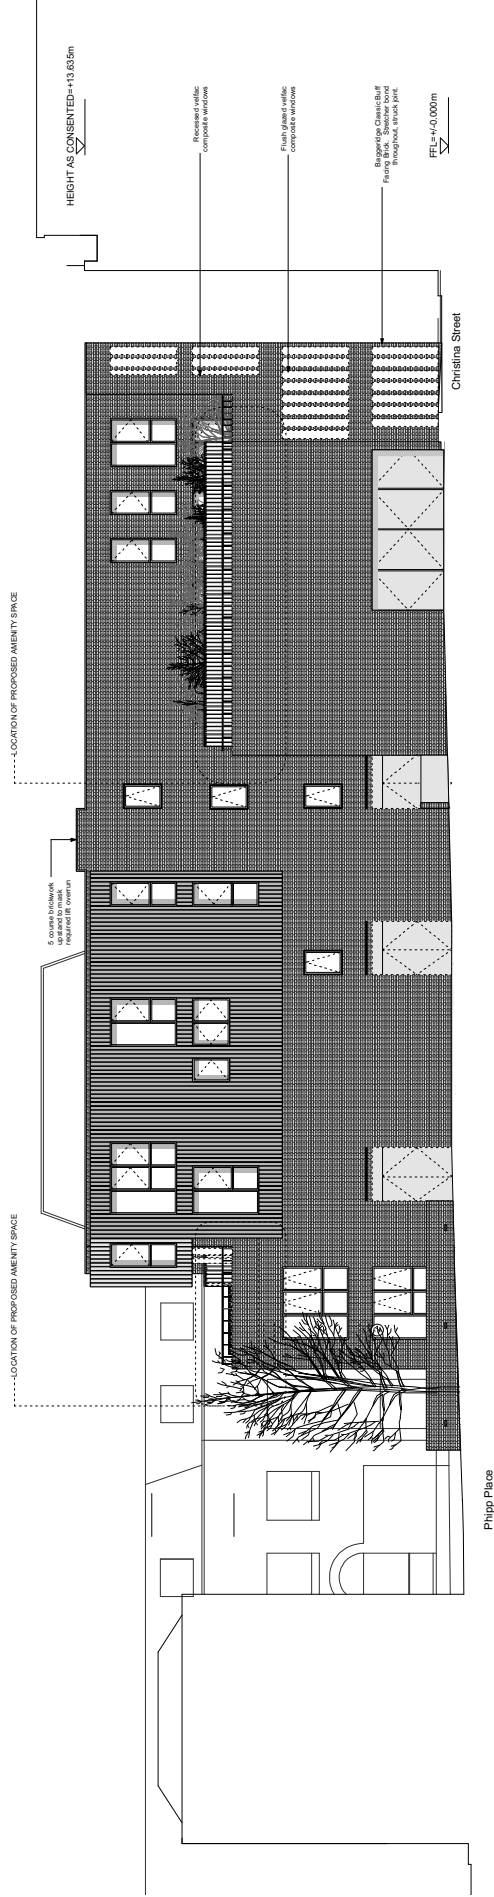 HEIGHT AS CONSENTED=+13.635m
Recessed velfac
composite windows
Flush glazed velfac
composite windows
Baggeridge Classic Buff
Facing Brick. Stretcher bond
throughout, struck joint.
FFL=+/-0.000m
Christina Street
LOCATION OF PROPOSED AMENITY SPACE
5 course brickwork
upstand to mask
required lift overrun
LOCATION OF PROPOSED AMENITY SPACE
Phipp Place